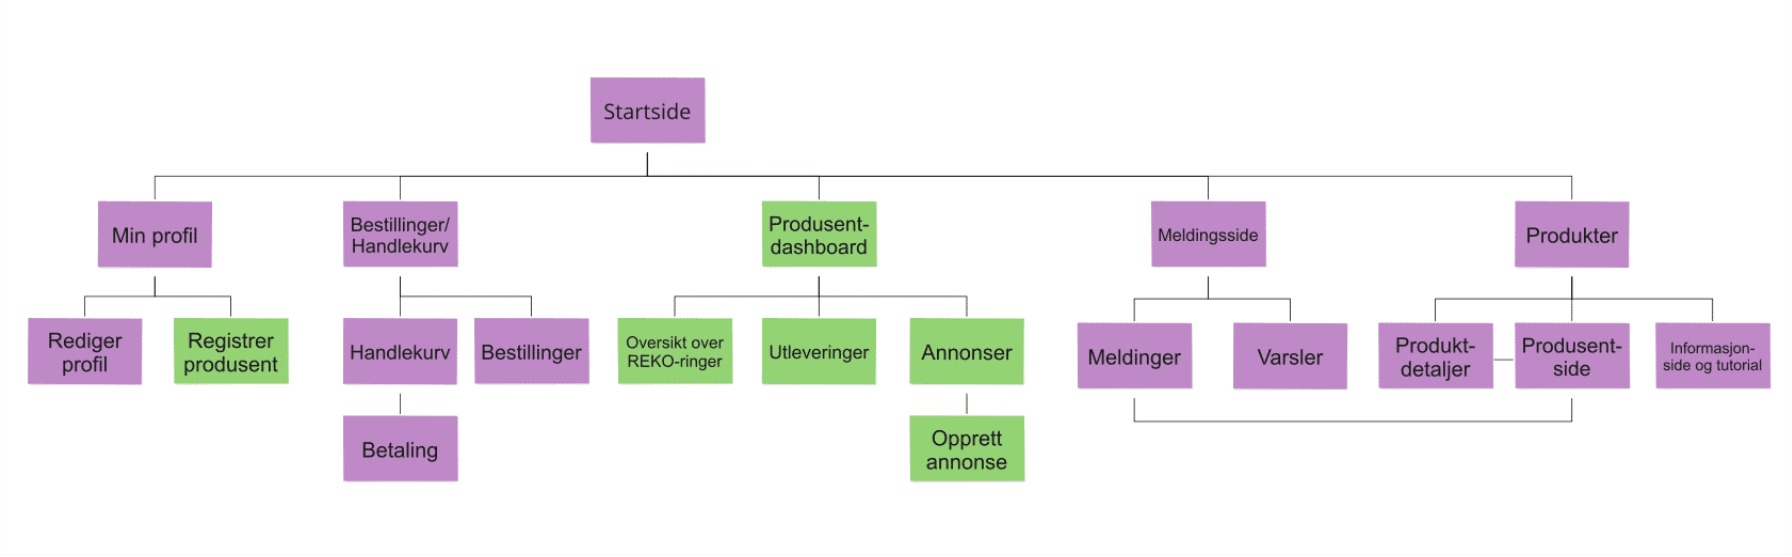 Startside
Min profil
Bestillinger/
Handlekurv
Produsent-
dashboard
Meldingsside
Produkter
Rediger
profil
Registrer
produsent
Handlekurv
Bestillinger
Oversikt over
REKO-ringer
Utleveringer
Annonser
Meldinger
Varsler
Produkt-
detaljer
Produsent-
side
Informasjon-
side og tutorial
Betaling
Opprett
annonse